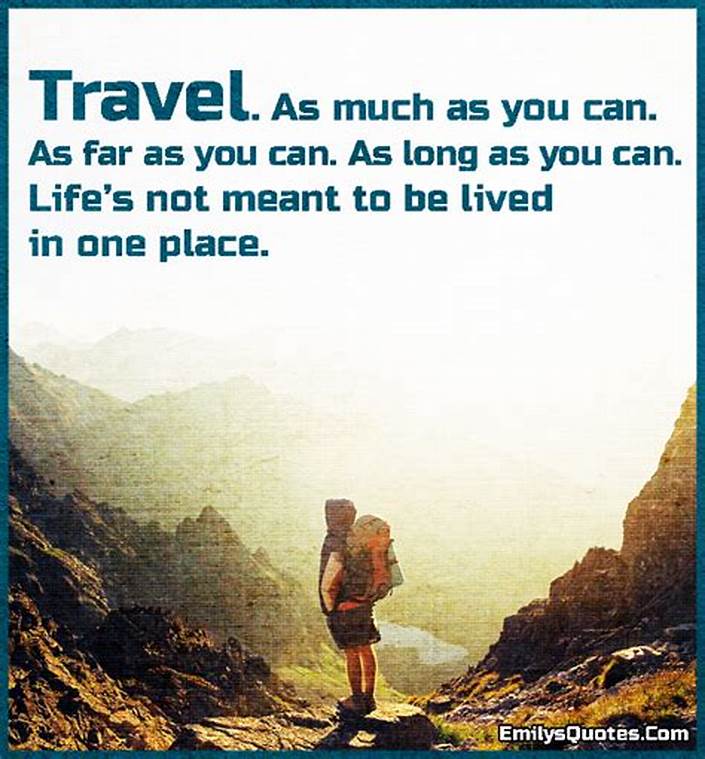 Travel. As much as you can.
As far as you can. As long as you can.
Life's not meant to be lived
in one place.
EmilysQuotes.Com